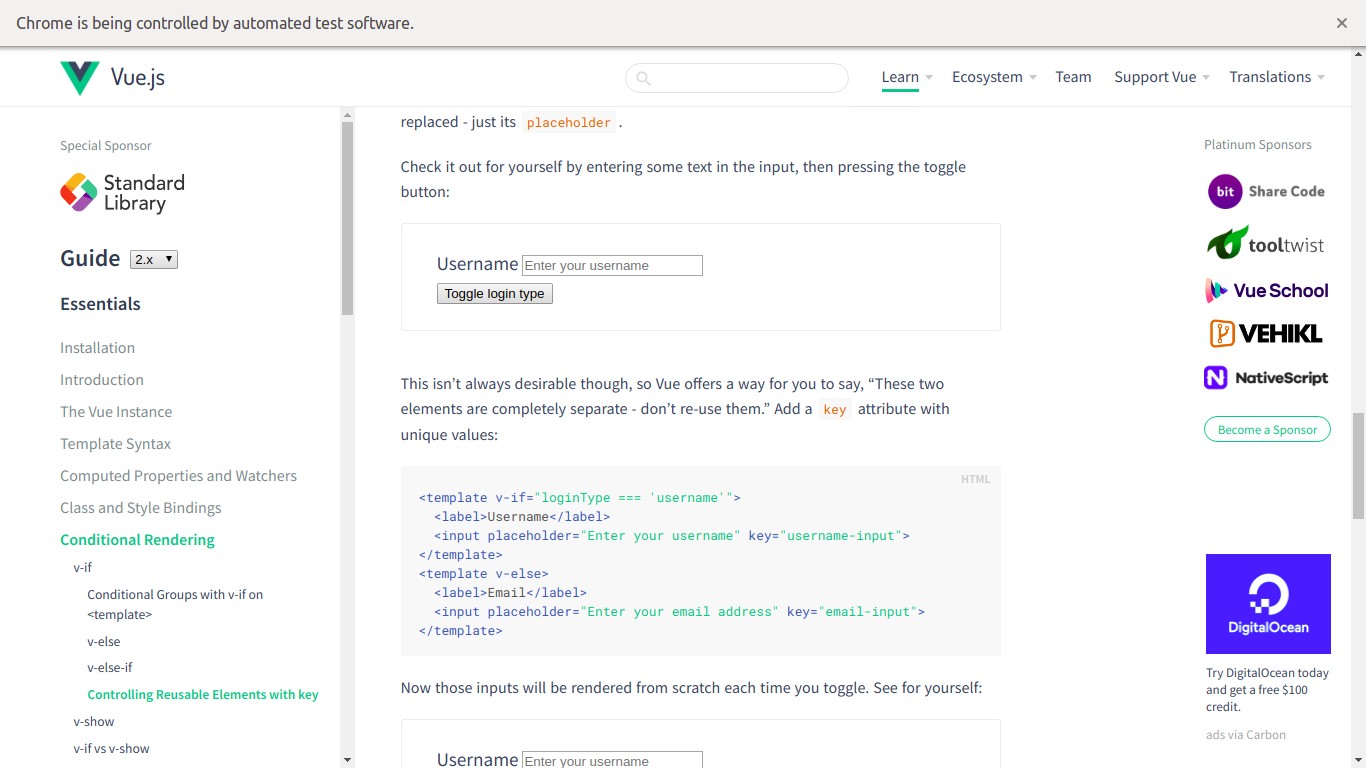 Chrome is being controlled by automated test software.
Vue.js
Learn
Ecosystem
Team
Support Vue
Translations
Special Sponsor
Standard
Library
Guide
2.x
Essentials
Installation
Introduction
The Vue Instance
Template Syntax
Computed Properties and Watchers
Class and Style Bindings
Conditional Rendering
v-if
Conditional Groups with v-if on
<template>
v-else
v-else-if
Controlling Reusable Elements with key
v-show
v-if vs v-show
replaced - just its placeholder .
Check it out for yourself by entering some text in the input, then pressing the toggle
button:
Username Enter your username
Toggle login type
This isn’t always desirable though, so Vue offers a way for you to say, “These two
elements are completely separate - don’t re-use them.” Add a key attribute with
unique values:
HTML
<template v-if="loginType === 'username'">
  <label>Username</label>
  <input placeholder="Enter your username" key="username-input">
</template>
<template v-else>
  <label>Email</label>
  <input placeholder="Enter your email address" key="email-input">
</template>
Now those inputs will be rendered from scratch each time you toggle. See for yourself:
Username Enter your username
Platinum Sponsors
bit Share Code
tooltwist
Vue School
VEHIKL
NativeScript
Become a Sponsor
DigitalOcean
Try DigitalOcean today
and get a free $100
credit.
ads via Carbon